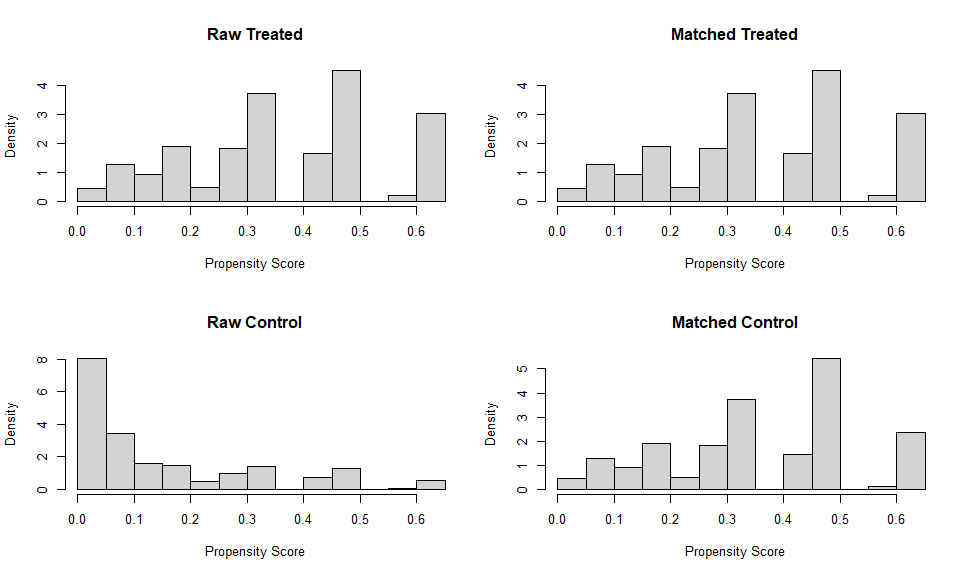 Raw Treated
Density
0 1 2 3 4
0.0 0.1 0.2 0.3 0.4 0.5 0.6
Propensity Score
Matched Treated
Density
0 1 2 3 4
0.0 0.1 0.2 0.3 0.4 0.5 0.6
Propensity Score
Raw Control
Density
0 2 4 6 8
0.0 0.1 0.2 0.3 0.4 0.5 0.6
Propensity Score
Matched Control
Density
0 1 2 3 4 5
0.0 0.1 0.2 0.3 0.4 0.5 0.6
Propensity Score